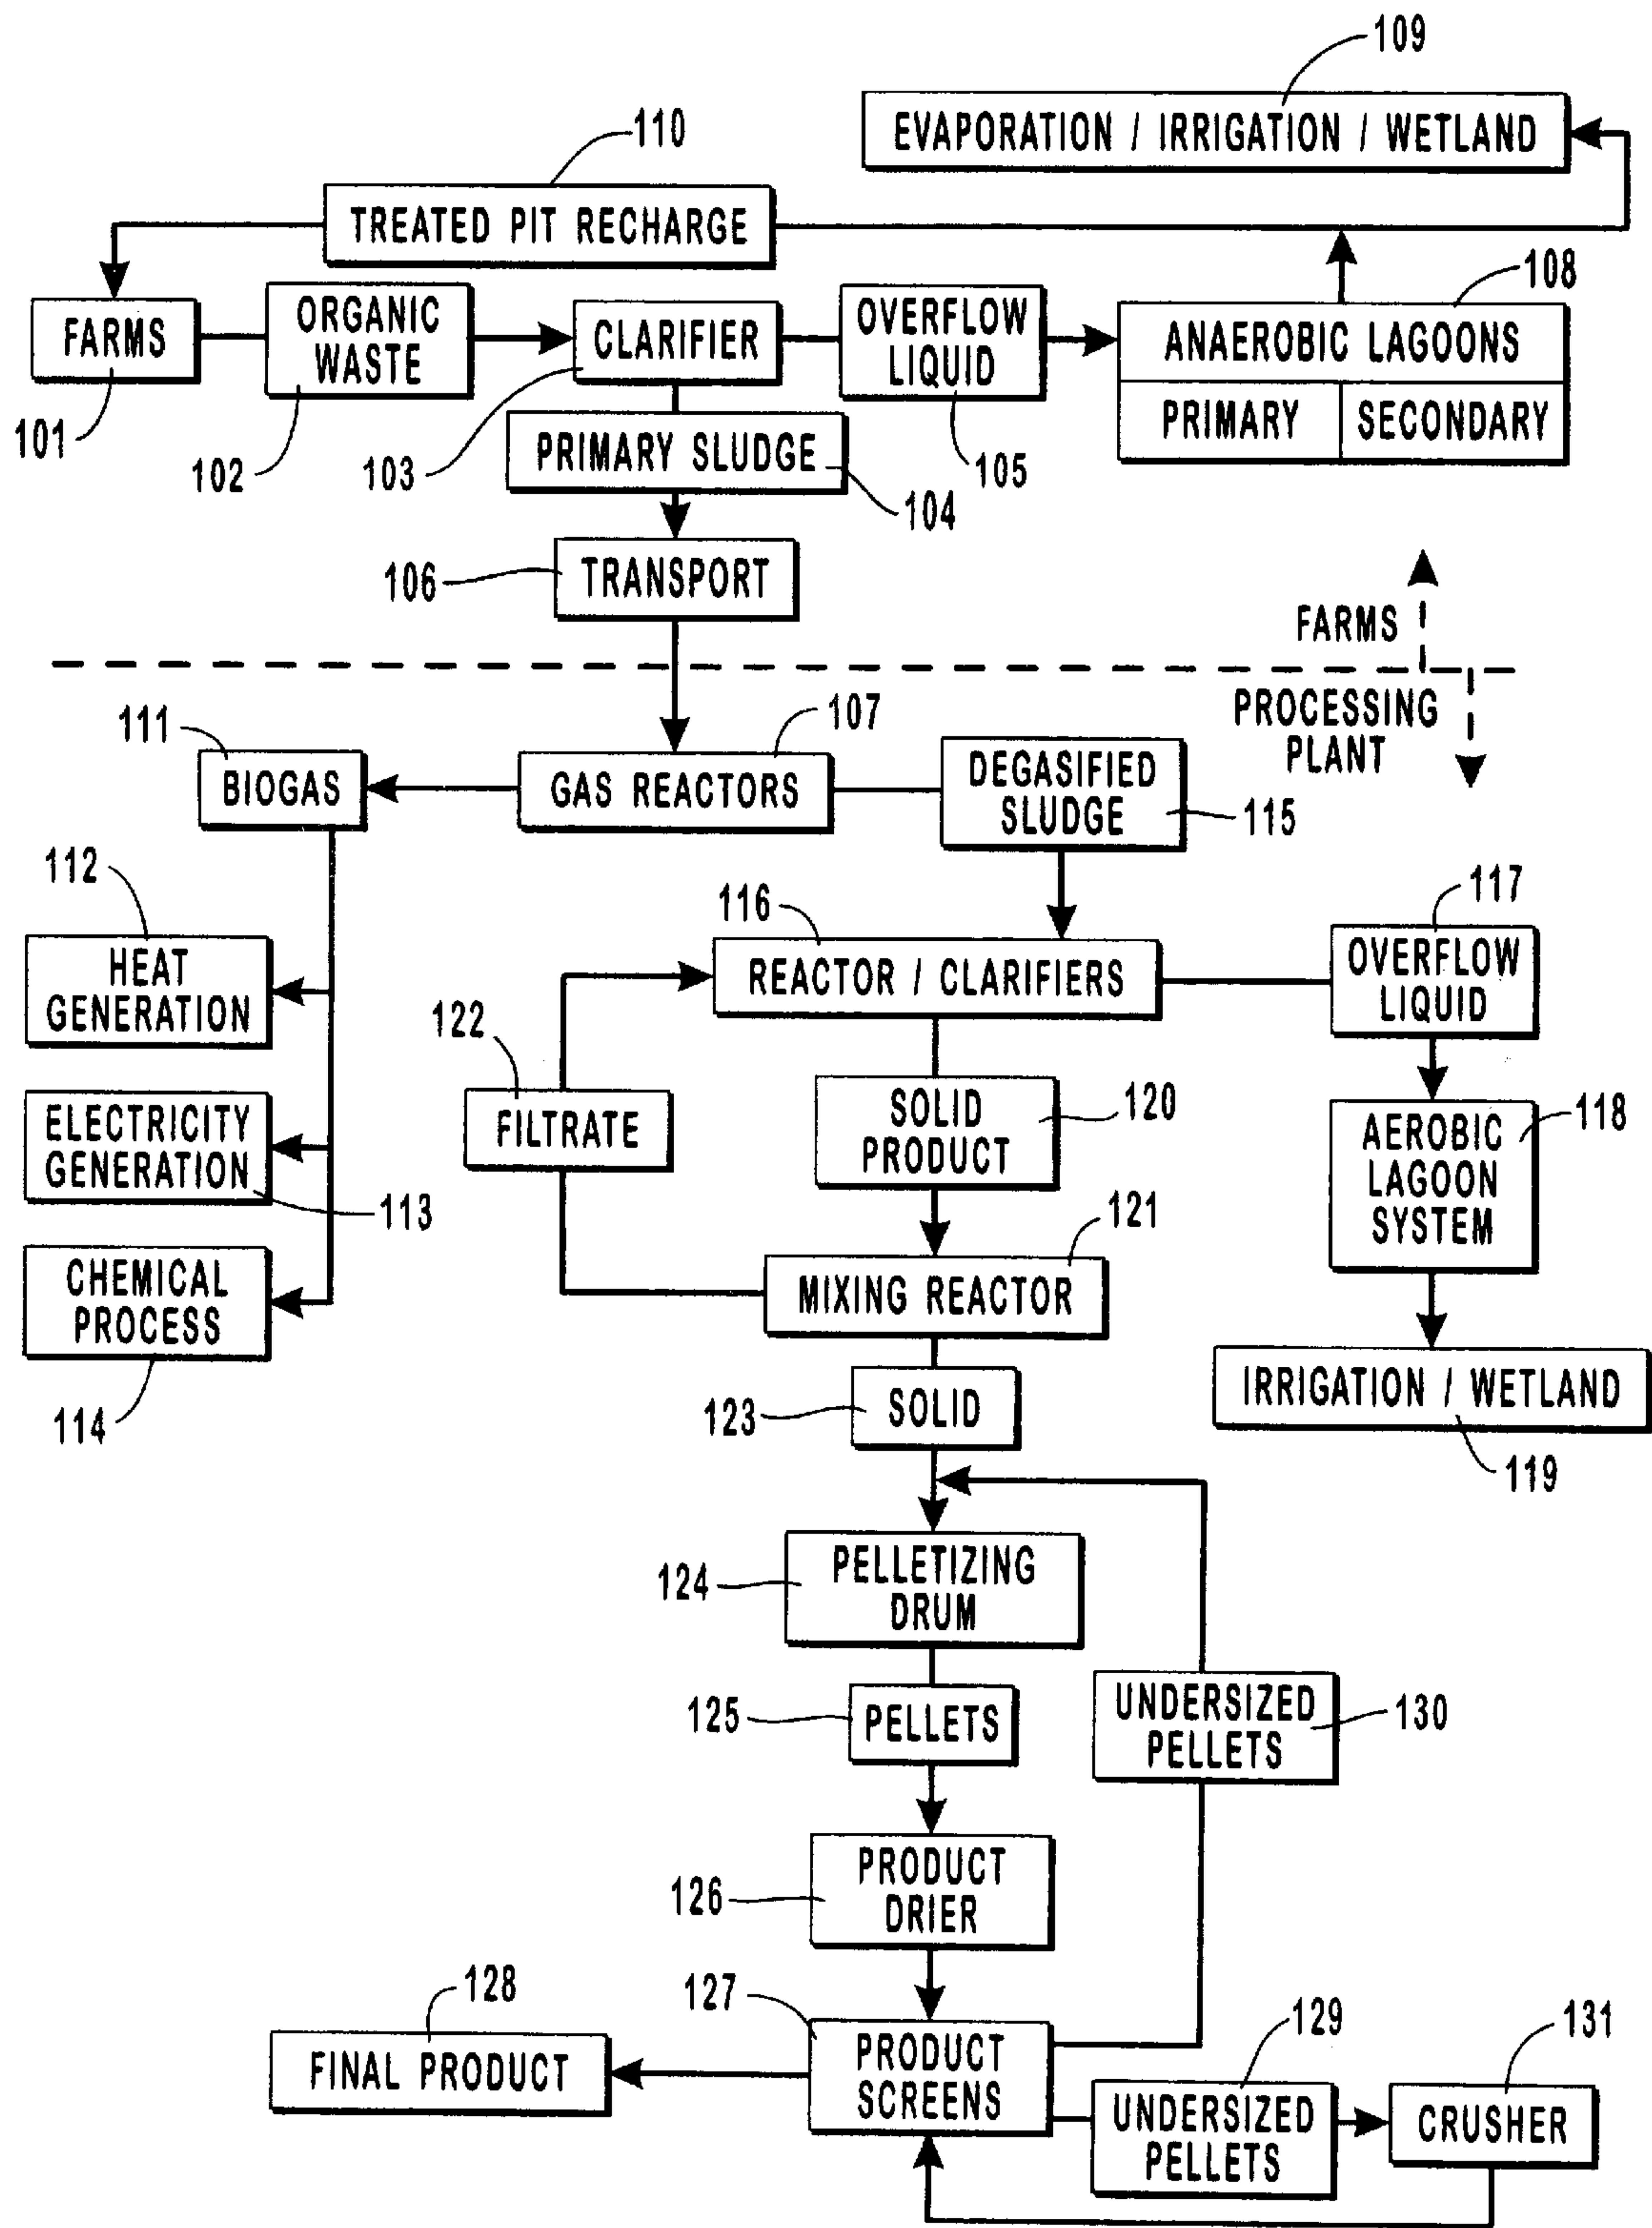 109
EVAPORATION / IRRIGATION / WETLAND
110
TREATED PIT RECHARGE
108
FARMS
ORGANIC
WASTE
CLARIFIER
OVERFLOW
LIQUID
ANAEROBIC LAGOONS
PRIMARY
SECONDARY
101
102
103
PRIMARY SLUDGE
104
105
106
TRANSPORT
FARMS
PROCESSING
PLANT
111
107
BIOGAS
GAS REACTORS
DEGASIFIED
SLUDGE
115
112
116
117
HEAT
GENERATION
REACTOR / CLARIFIERS
OVERFLOW
LIQUID
122
FILTRATE
SOLID
PRODUCT
120
118
AEROBIC
LAGOON
SYSTEM
ELECTRICITY
GENERATION
113
121
CHEMICAL
PROCESS
MIXING REACTOR
114
123
SOLID
IRRIGATION / WETLAND
119
124
PELLETIZING
DRUM
125
PELLETS
UNDERSIZED
PELLETS
130
126
PRODUCT
DRIER
128
127
129
131
FINAL PRODUCT
PRODUCT
SCREENS
UNDERSIZED
PELLETS
CRUSHER